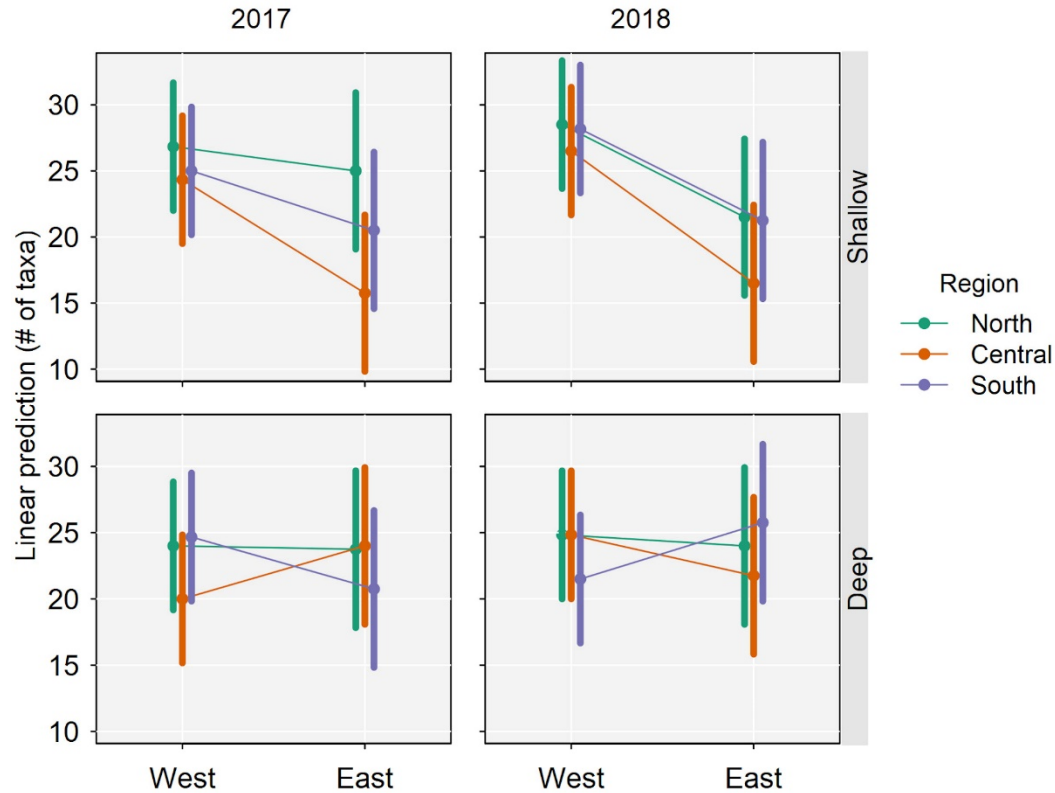 2017 2018
Linear prediction (# of taxa)
30
25
20
15
10
Shallow
30
25
20
15
10
Deep
West East West East
Region
North
Central
South